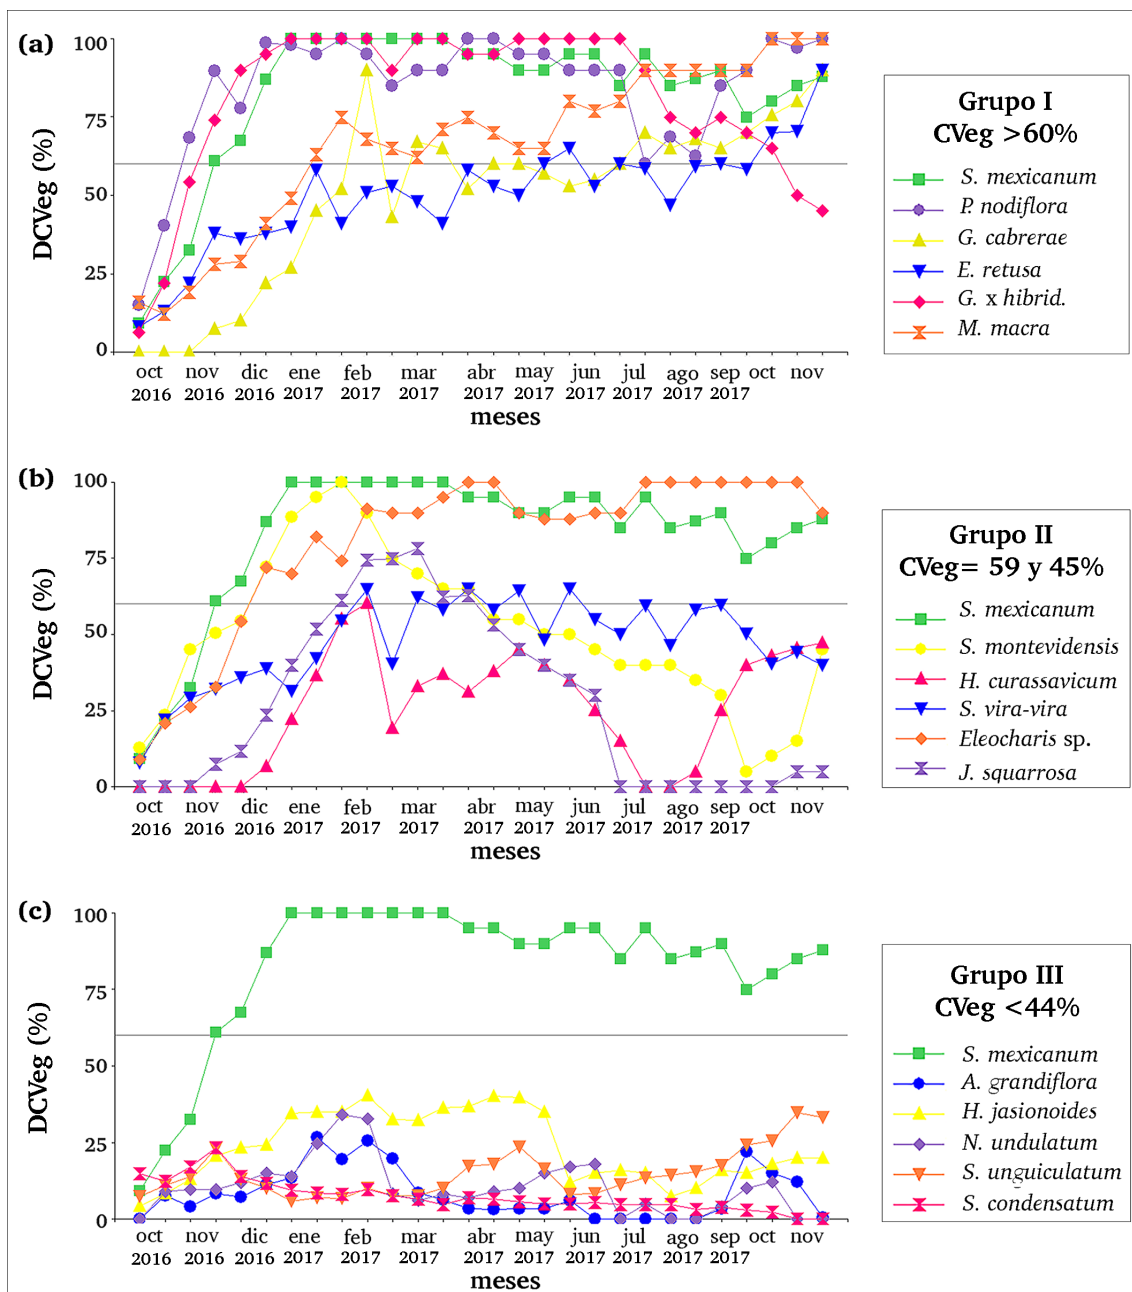 (a)
100
75
50
25
0
DCVeg (%)
oct nov dic ene feb mar abr may jun jul ago sep oct nov
2016 2016 2016 2017 2017 2017 2017 2017 2017 2017 2017 2017
meses
Grupo I
CVeg >60%
S. mexicanum
P. nodiflora
G. cabrerae
E. retusa
G. x hibrid.
M. macra
(b)
100
75
50
25
0
DCVeg (%)
oct nov dic ene feb mar abr may jun jul ago sep oct nov
2016 2016 2016 2017 2017 2017 2017 2017 2017 2017 2017 2017
meses
Grupo II
CVeg= 59 y 45%
S. mexicanum
S. montevidensis
H. curassavicum
S. vira-vira
Eleocharis sp.
J. squarrosa
(c)
100
75
50
25
0
DCVeg (%)
oct nov dic ene feb mar abr may jun jul ago sep oct nov
2016 2016 2016 2017 2017 2017 2017 2017 2017 2017 2017 2017
meses
Grupo III
CVeg <44%
S. mexicanum
A. grandiflora
H. jasionoides
N. undulatum
S. unguiculatum
S. condensatum